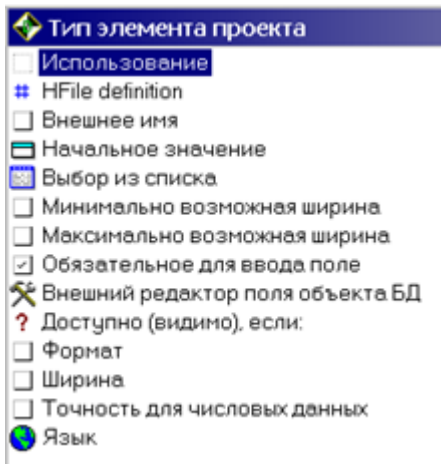 Тип элемента проекта
Использование
# HFile definition
Внешнее имя
Начальное значение
Выбор из списка
Минимально возможная ширина
Максимально возможная ширина
Обязательное для ввода поле
Внешний редактор поля объекта БД
? Доступно (видимо), если:
Формат
Ширина
Точность для числовых данных
Язык